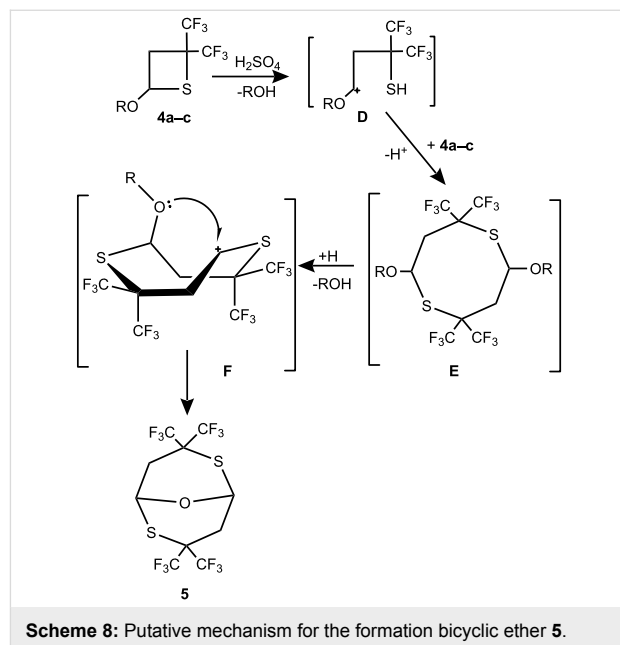 CF₃
CF₃
S
RO
4a–c
H₂SO₄
-ROH
CF₃
CF₃
+
SH
RO
D
+ 4a–c
-H⁺
R
O:
S
+
S
F₃C
CF₃
CF₃
CF₃
F
+H
-ROH
F₃C
CF₃
S
RO
OR
S
F₃C
CF₃
E
F₃C
CF₃
S
O
S
F₃C
CF₃
5
Scheme 8: Putative mechanism for the formation bicyclic ether 5.